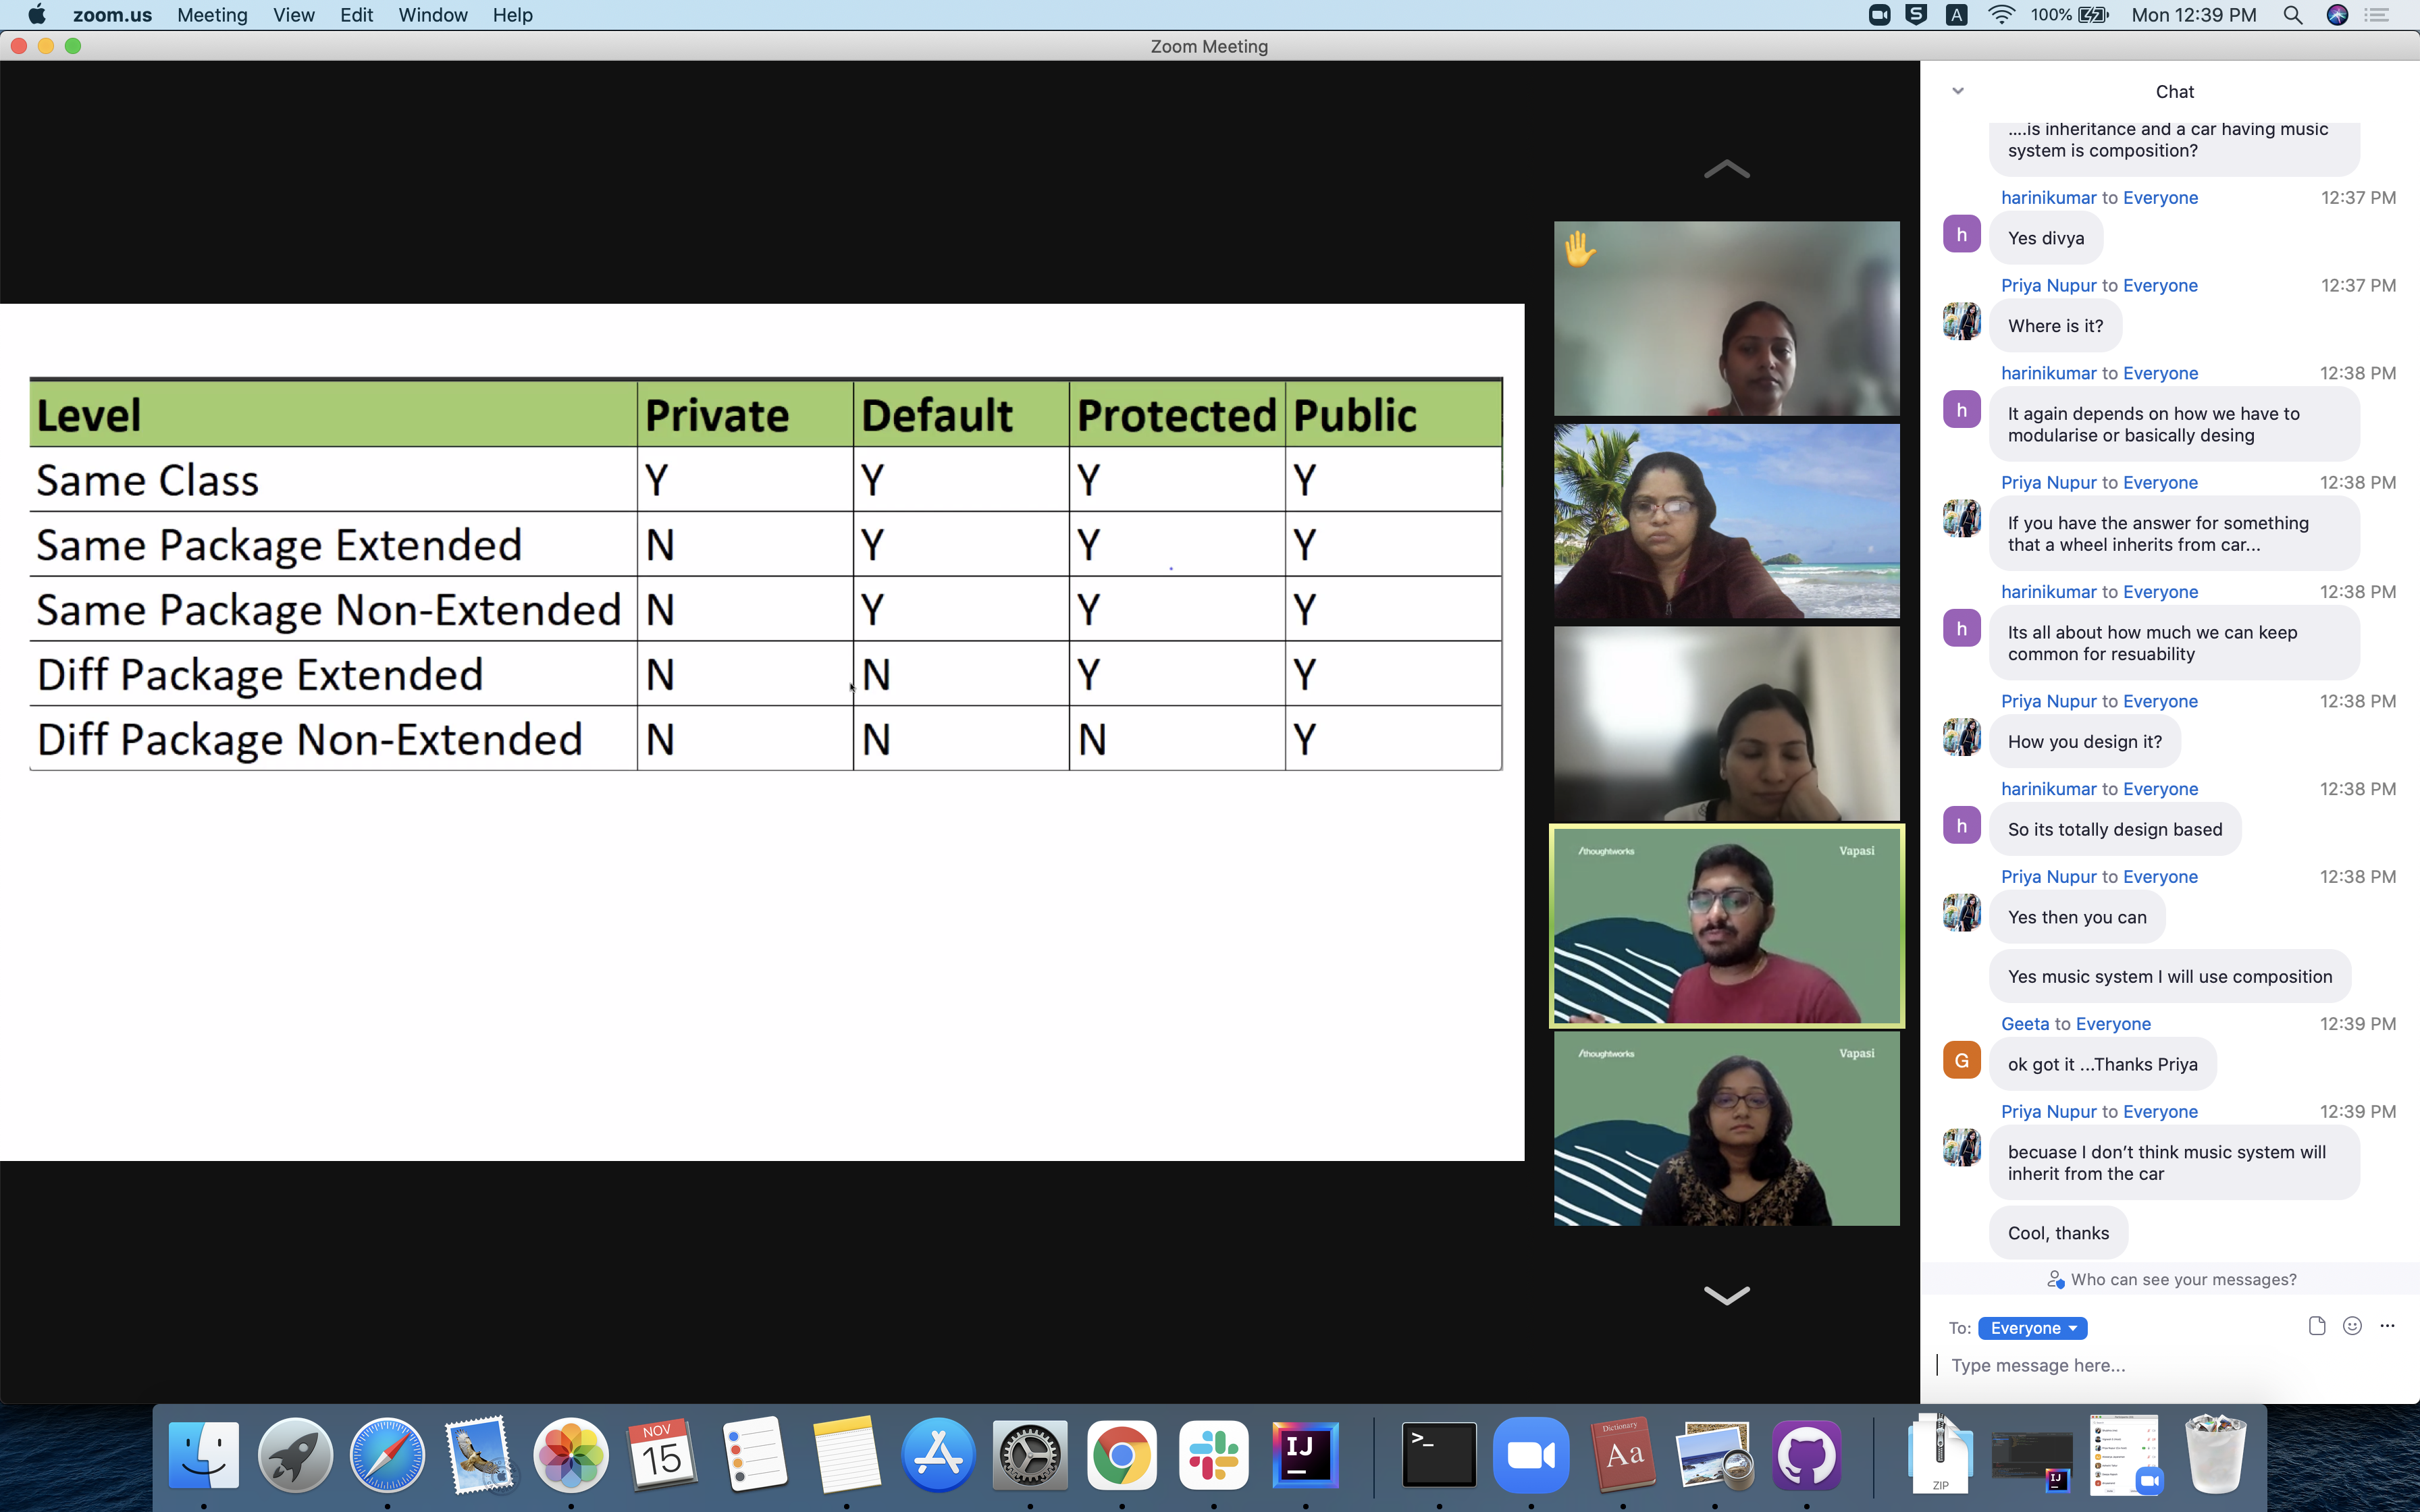 zoom.us Meeting View Edit Window Help
S A 100% Mon 12:39 PM
Zoom Meeting
Level Private Default Protected Public
Same Class Y Y Y Y
Same Package Extended N Y Y Y
Same Package Non-Extended N Y Y Y
Diff Package Extended N N Y Y
Diff Package Non-Extended N N N Y
/thoughtworks Vapasi
/thoughtworks Vapasi
Chat
....is inheritance and a car having music
system is composition?
harinikumar to Everyone 12:37 PM
h
Yes divya
Priya Nupur to Everyone 12:37 PM
Where is it?
harinikumar to Everyone 12:38 PM
h
It again depends on how we have to
modularise or basically desing
Priya Nupur to Everyone 12:38 PM
If you have the answer for something
that a wheel inherits from car...
harinikumar to Everyone 12:38 PM
h
Its all about how much we can keep
common for resuability
Priya Nupur to Everyone 12:38 PM
How you design it?
harinikumar to Everyone 12:38 PM
h
So its totally design based
Priya Nupur to Everyone 12:38 PM
Yes then you can
Yes music system I will use composition
Geeta to Everyone 12:39 PM
G
ok got it ...Thanks Priya
Priya Nupur to Everyone 12:39 PM
becuase I don't think music system will
inherit from the car
Cool, thanks
Who can see your messages?
To: Everyone
Type message here...
NOV
15
IJ
>_
Dictionary
Aa
ZIP
IJ